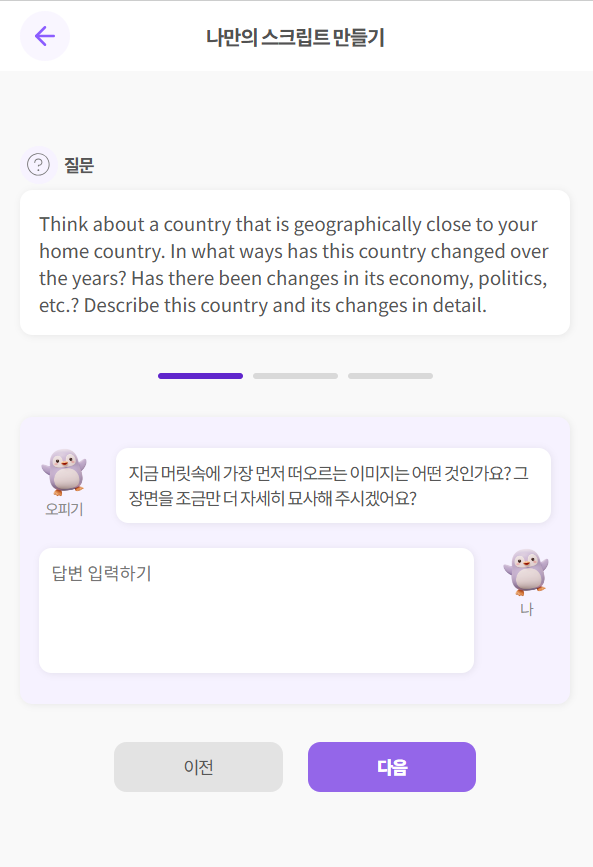 나만의 스크립트 만들기
질문
Think about a country that is geographically close to your
home country. In what ways has this country changed over
the years? Has there been changes in its economy, politics,
etc.? Describe this country and its changes in detail.
지금 머릿속에 가장 먼저 떠오르는 이미지는 어떤 것인가요? 그
장면을 조금만 더 자세히 묘사해 주시겠어요?
오피기
답변 입력하기
나
이전
다음